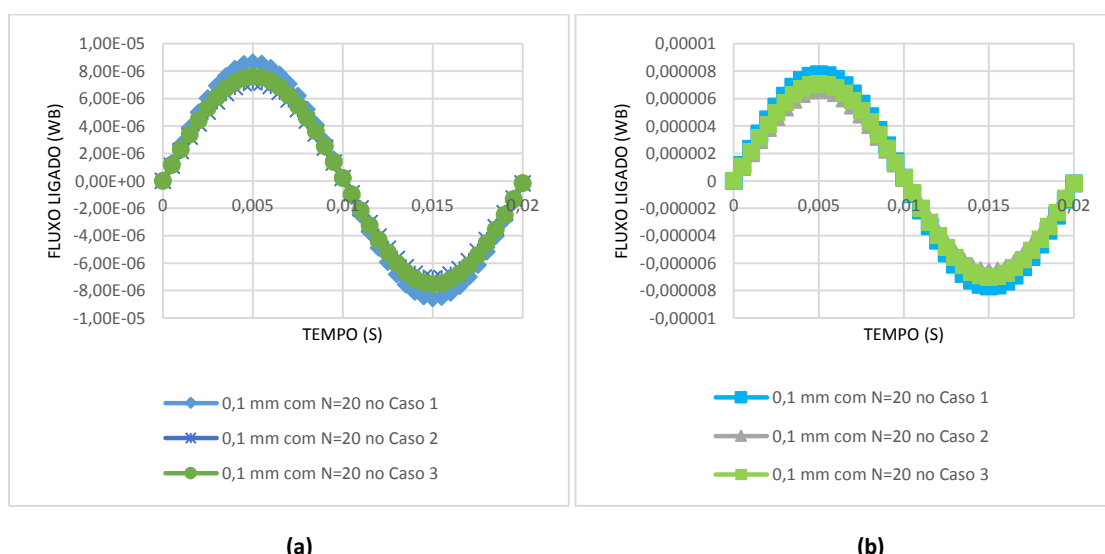 1,00E-05
8,00E-06
6,00E-06
4,00E-06
2,00E-06
0,00E+00
-2,00E-06
-4,00E-06
-6,00E-06
-8,00E-06
-1,00E-05
0
0,005
0,01
0,015
0,02
FLUXO LIGADO (WB)
TEMPO (S)
0,1 mm com N=20 no Caso 1
0,1 mm com N=20 no Caso 2
0,1 mm com N=20 no Caso 3
(a)
0,00001
0,000008
0,000006
0,000004
0,000002
0
-0,000002
-0,000004
-0,000006
-0,000008
-0,00001
0
0,005
0,01
0,015
0,02
FLUXO LIGADO (WB)
TEMPO (S)
0,1 mm com N=20 no Caso 1
0,1 mm com N=20 no Caso 2
0,1 mm com N=20 no Caso 3
(b)